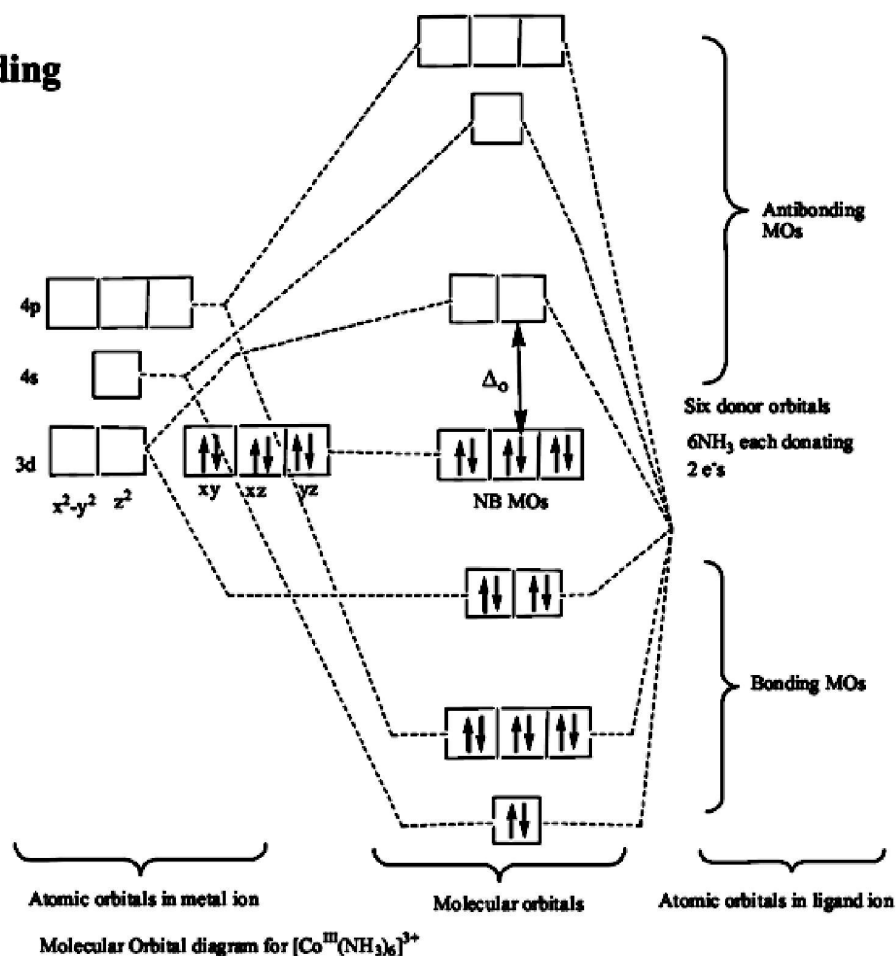 ding
Antibonding
MOs
4p
4s
Δo
Six donor orbitals
6NH₃ each donating
2 e⁻s
3d
x²-y² z²
xy xz yz
NB MOs
Bonding MOs
Atomic orbitals in metal ion
Molecular orbitals
Atomic orbitals in ligand ion
Molecular Orbital diagram for [Coᴵᴵᴵ(NH₃)₆]³⁺